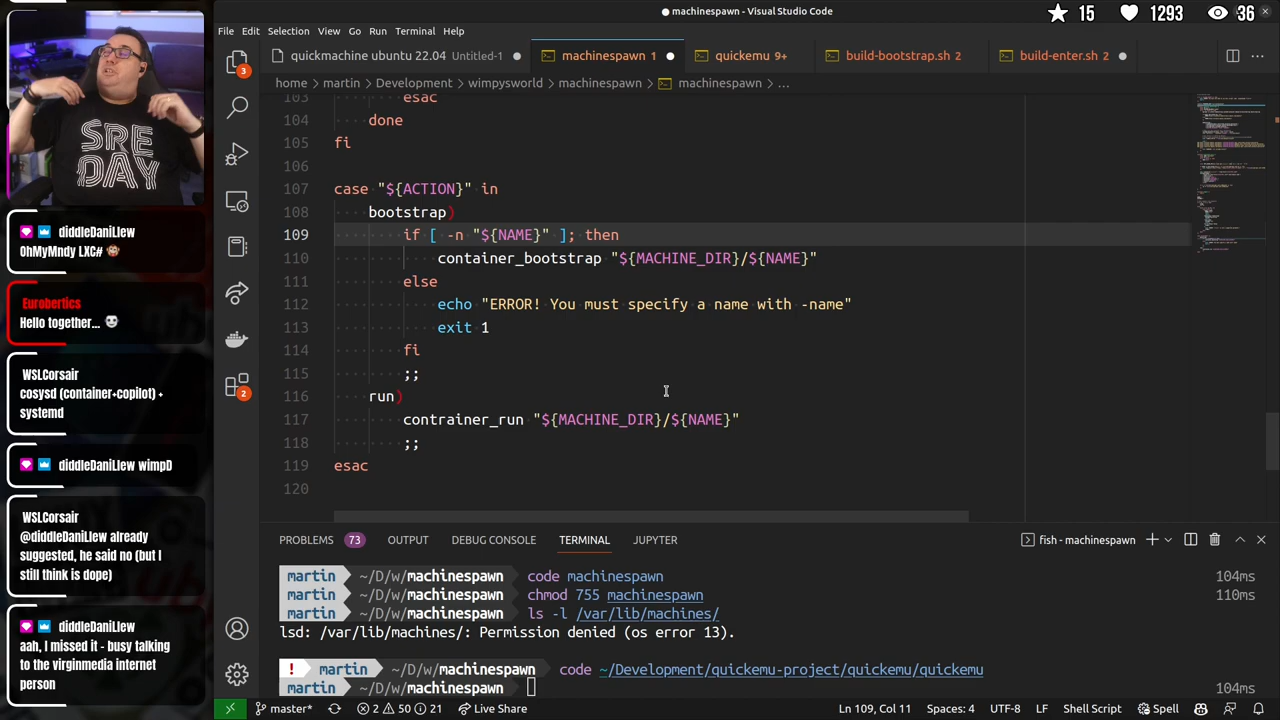 machinespawn - Visual Studio Code
15 1293 36
File Edit Selection View Go Run Terminal Help
quickmachine ubuntu 22.04 Untitled-1
machinespawn 1
quickemu 9+
build-bootstrap.sh 2
build-enter.sh 2
home > martin > Development > wimpysworld > machinespawn > machinespawn > ...
103 esac
104 done
105 fi
106
107 case "${ACTION}" in
108 bootstrap)
109 if [ -n "${NAME}" ]; then
110 container_bootstrap "${MACHINE_DIR}/${NAME}"
111 else
112 echo "ERROR! You must specify a name with -name"
113 exit 1
114 fi
115 ;;
116 run)
117 contrainer_run "${MACHINE_DIR}/${NAME}"
118 ;;
119 esac
120
PROBLEMS 73 OUTPUT DEBUG CONSOLE TERMINAL JUPYTER
fish - machinespawn
martin ~/D/w/machinespawn code machinespawn 104ms
martin ~/D/w/machinespawn chmod 755 machinespawn 110ms
martin ~/D/w/machinespawn ls -l /var/lib/machines/
lsd: /var/lib/machines/: Permission denied (os error 13).
! martin ~/D/w/machinespawn code ~/Development/quickemu-project/quickemu/quickemu
martin ~/D/w/machinespawn 104ms
master* 2 50 21 Live Share
Ln 109, Col 11 Spaces: 4 UTF-8 LF Shell Script Spell
3
2
SRE
DAY
diddleDaniLlew
OhMyMndy LXC#
Eurobertics
Hello together...
WSLCorsair
cosysd (container+copilot) +
systemd
diddleDaniLlew wimpD
WSLCorsair
@diddleDaniLlew already
suggested, he said no (but I
still think is dope)
diddleDaniLlew
aah, I missed it - busy talking
to the virginmedia internet
person